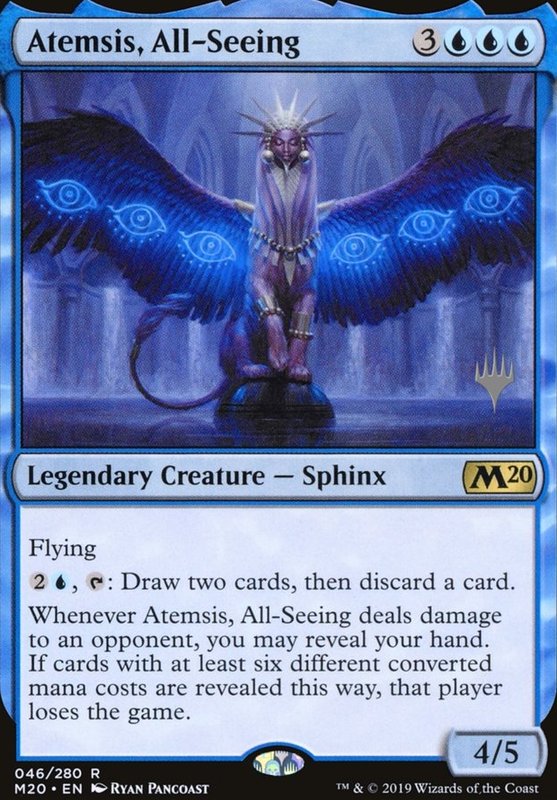 Atemsis, All-Seeing 3
Legendary Creature — Sphinx M20
Flying
2, : Draw two cards, then discard a card.
Whenever Atemsis, All-Seeing deals damage
to an opponent, you may reveal your hand.
If cards with at least six different converted
mana costs are revealed this way, that player
loses the game.
4/5
046/280 R
M20 • EN Ryan Pancoast
™ & © 2019 Wizards of the Coast